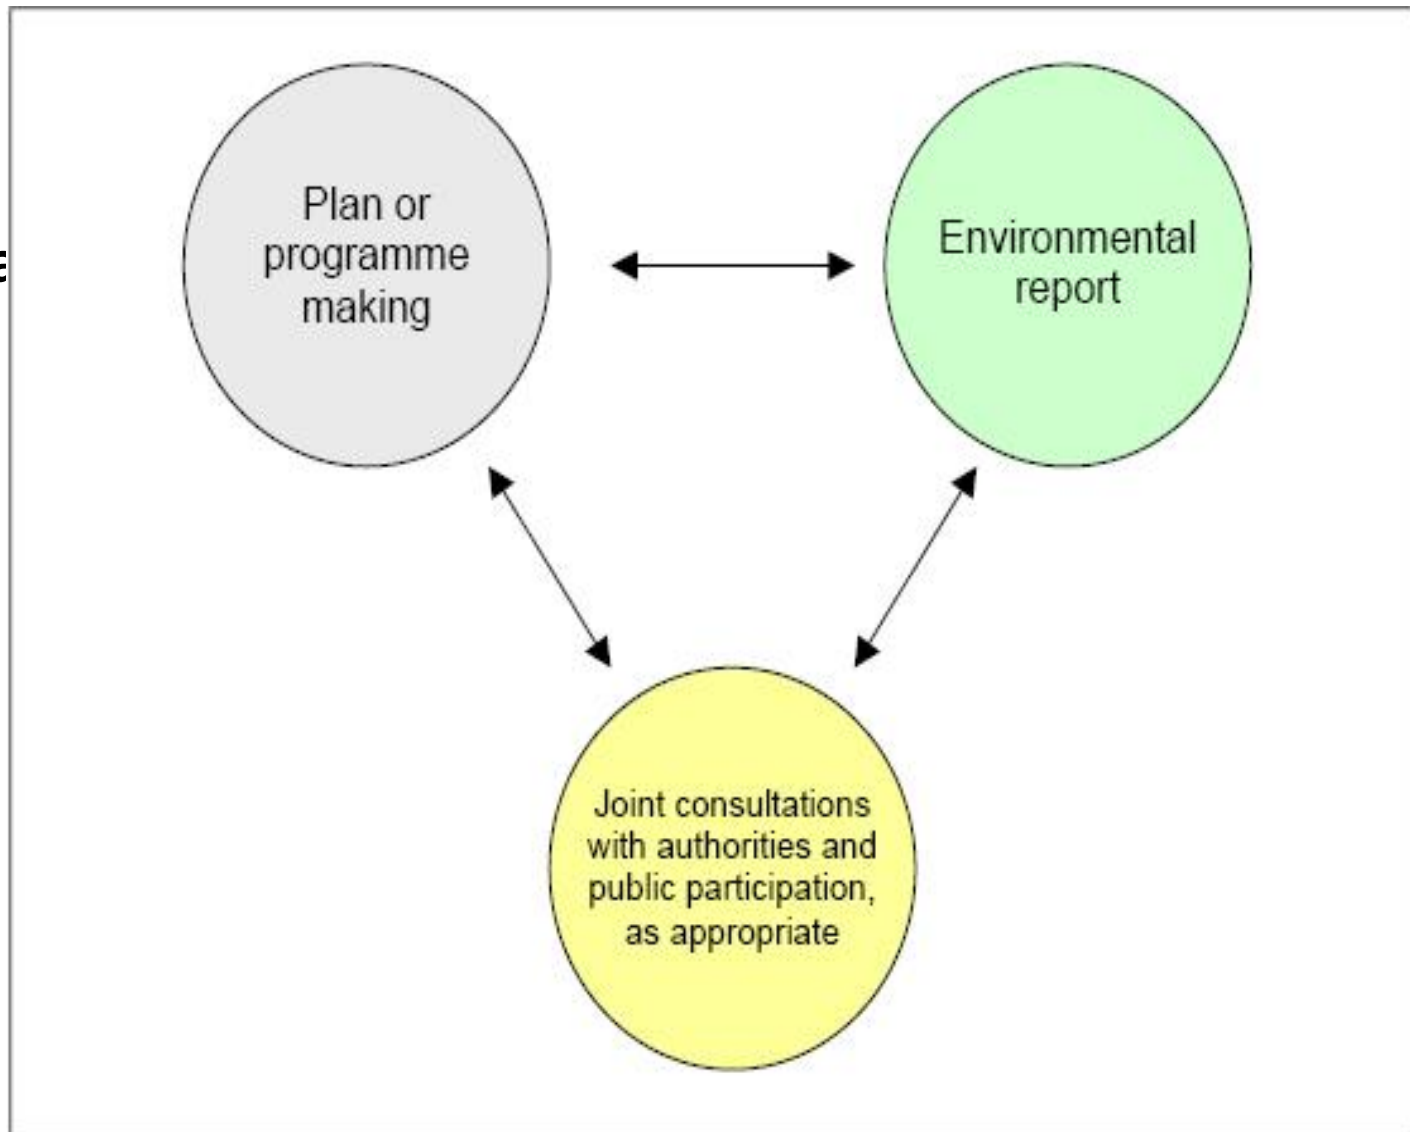 Plan or
programme
making
Environmental
report
Joint consultations
with authorities and
public participation,
as appropriate